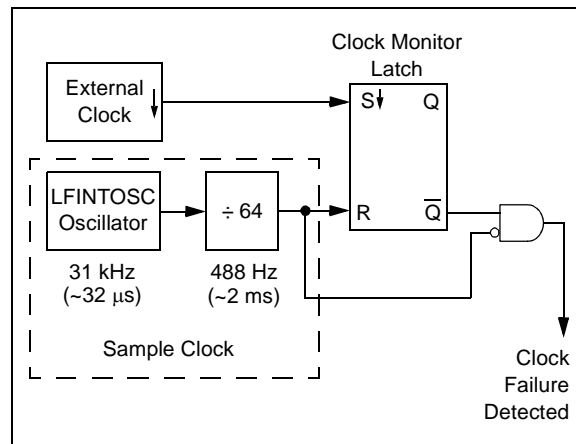 Clock Monitor
Latch
External
Clock
S
Q
LFINTOSC
Oscillator
÷ 64
R
Q̅
31 kHz
(~32 μs)
488 Hz
(~2 ms)
Sample Clock
Clock
Failure
Detected